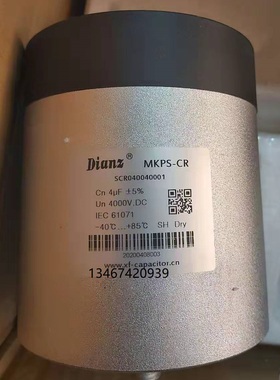 Dianz® MKPS-CR
SCR040040001
Cn 4μF ±5%
Un 4000V.DC
IEC 61071
-40℃....+85℃ SH. Dry
20200408003
www.xf-capacitor.cn
13467420939